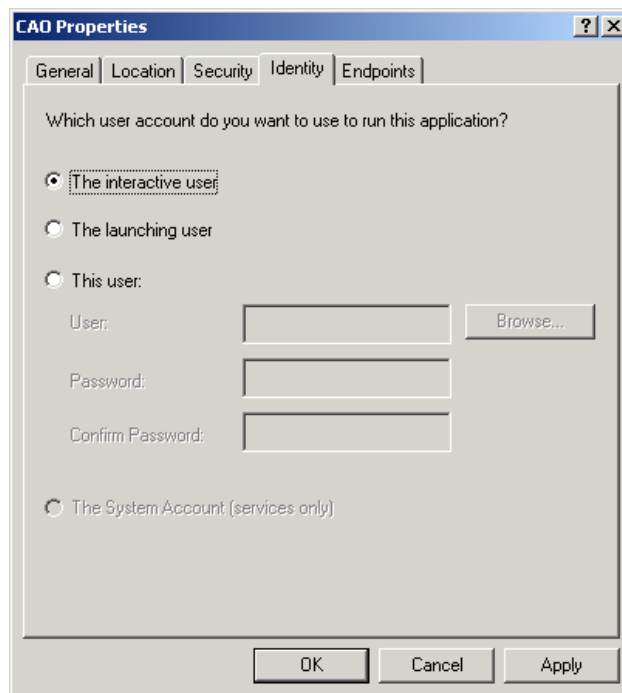 CAO Properties
General Location Security Identity Endpoints
Which user account do you want to use to run this application?
The interactive user
The launching user
This user:
User:
Browse...
Password:
Confirm Password:
The System Account (services only)
OK Cancel Apply